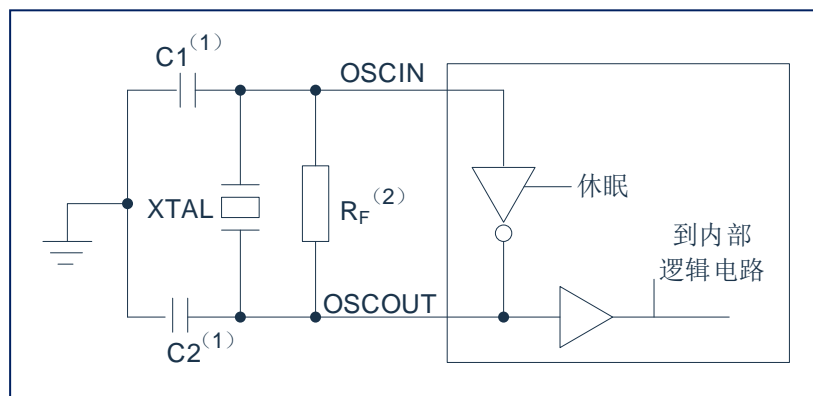 C1(1)
OSCIN
XTAL
RF(2)
休眠
到内部
逻辑电路
OSCOUT
C2(1)